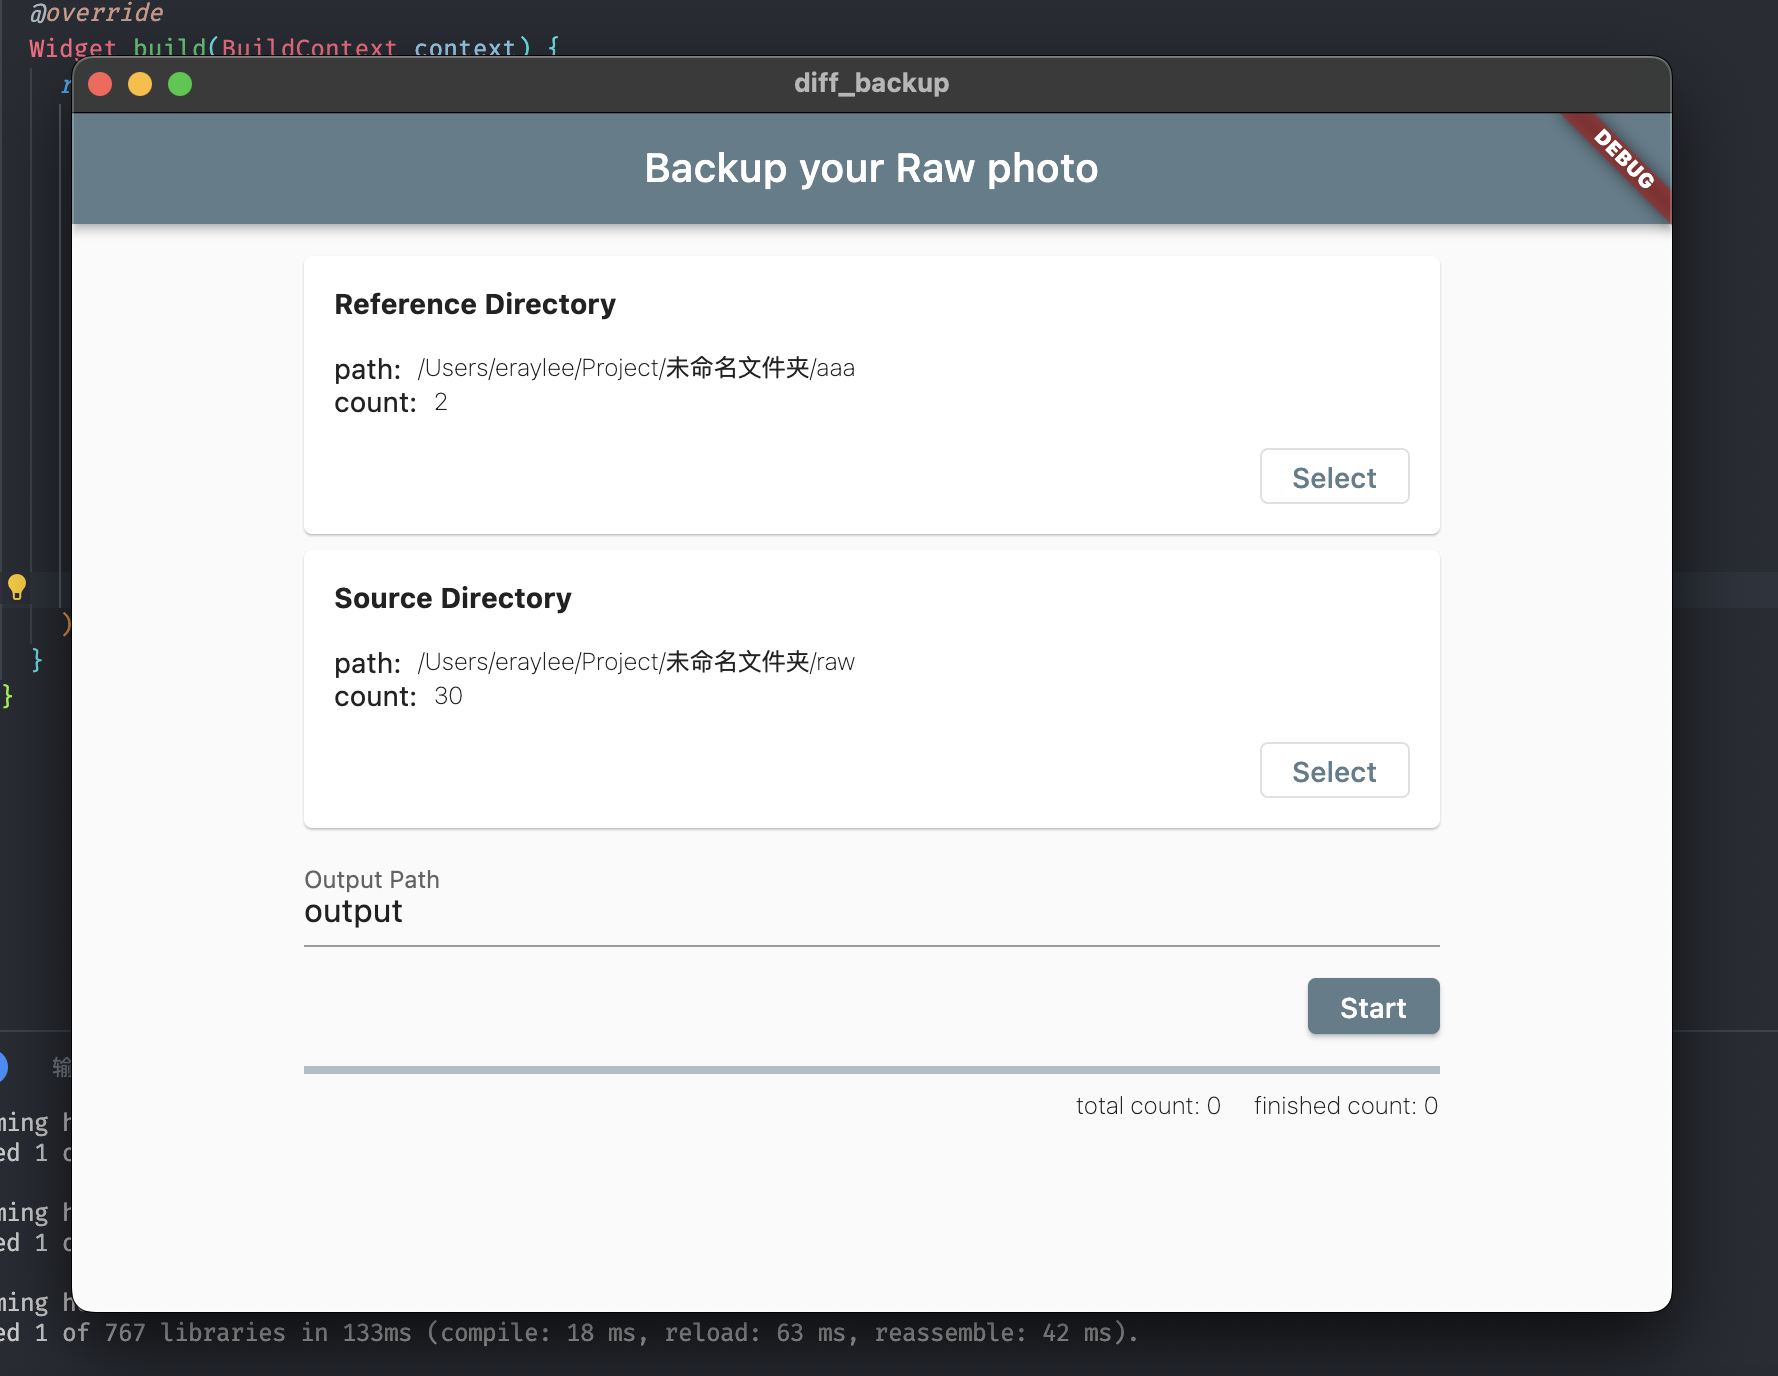 @override
Widget build(BuildContext context) {
diff_backup
Backup your Raw photo
DEBUG
Reference Directory
path: /Users/eraylee/Project/未命名文件夹/aaa
count: 2
Select
)
Source Directory
}
path: /Users/eraylee/Project/未命名文件夹/raw
count: 30
}
Select
Output Path
output
Start
输
total count: 0 finished count: 0
ming h
ed 1 o
ming h
ed 1 o
ming h
ed 1 of 767 libraries in 133ms (compile: 18 ms, reload: 63 ms, reassemble: 42 ms).